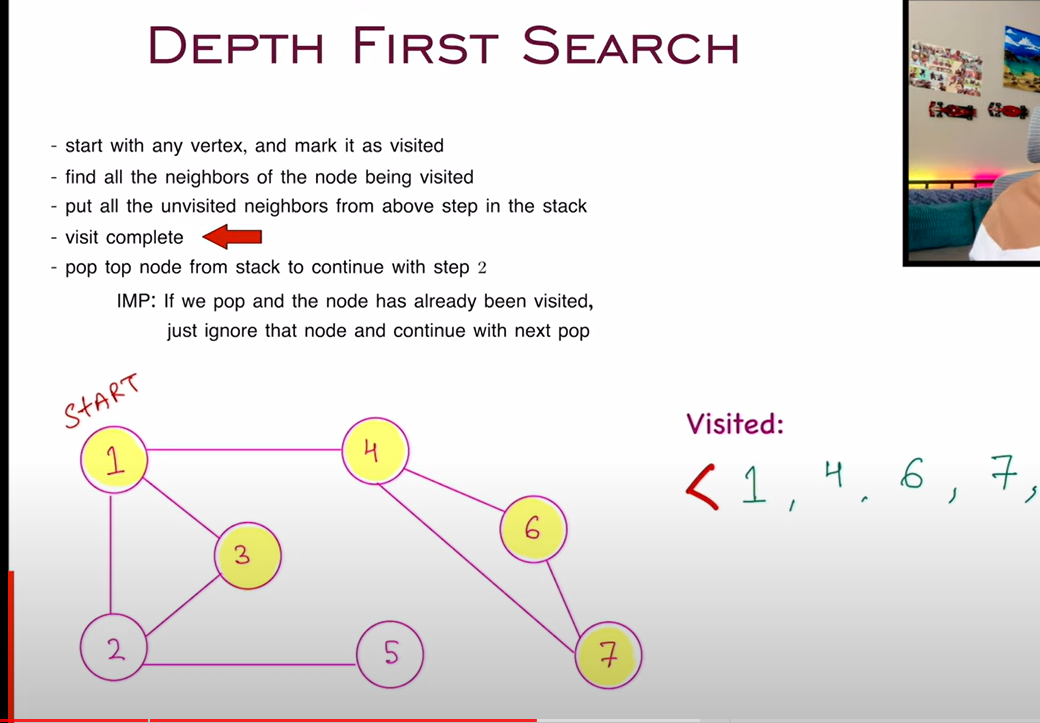 DEPTH FIRST SEARCH
- start with any vertex, and mark it as visited
- find all the neighbors of the node being visited
- put all the unvisited neighbors from above step in the stack
- visit complete
- pop top node from stack to continue with step 2
IMP: If we pop and the node has already been visited,
just ignore that node and continue with next pop
START
Visited:
< 1, 4. 6, 7,
1
4
3
6
2
5
7